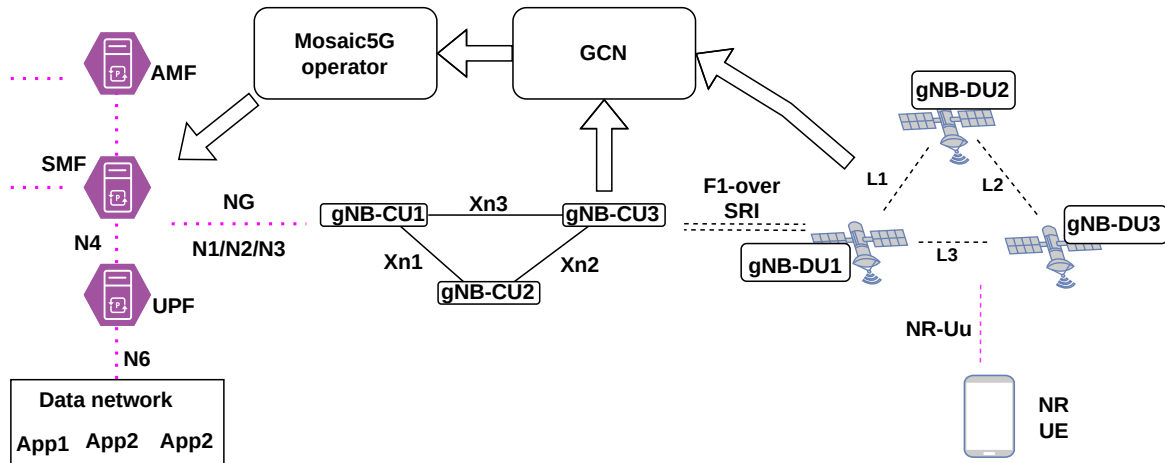 Mosaic5G
operator
GCN
gNB-DU2
AMF
P
SMF
P
L1
L2
NG
Xn3
F1-over
SRI
gNB-CU1
gNB-CU3
gNB-DU3
N4
N1/N2/N3
Xn1
Xn2
gNB-DU1
L3
gNB-CU2
UPF
P
NR-Uu
N6
Data network
App1 App2 App2
NR
UE